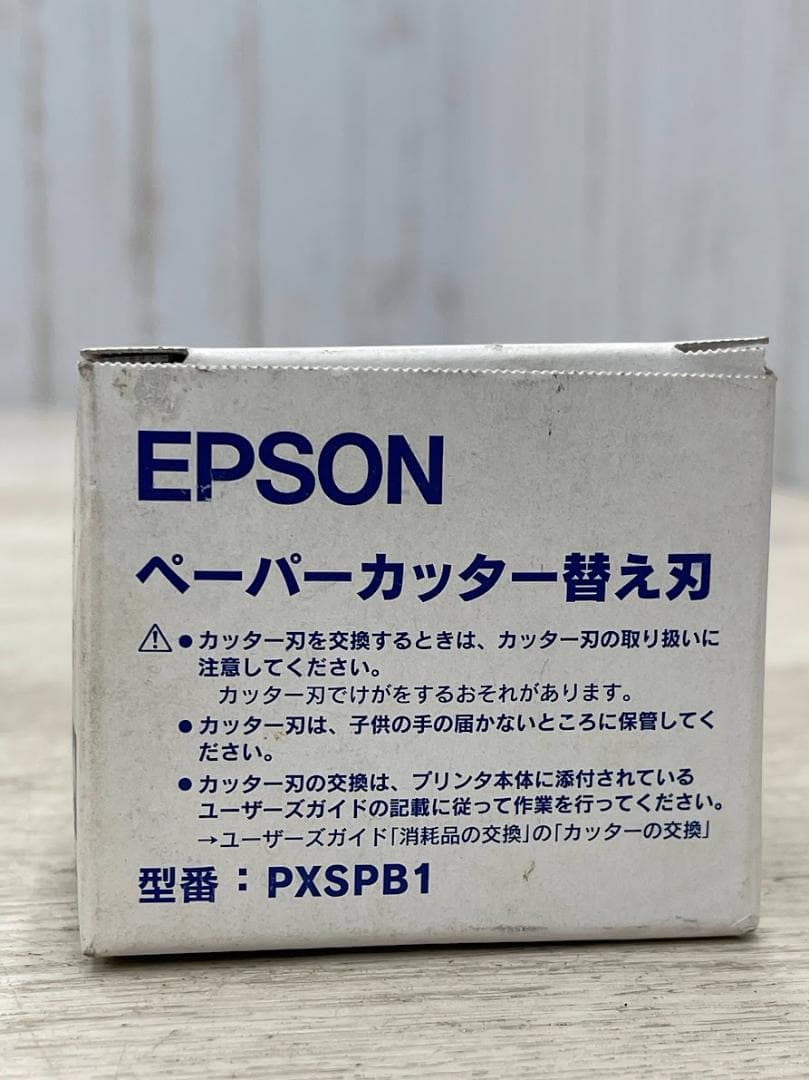 EPSON
ペーパーカッター替え刃
⚠●カッター刃を交換するときは、カッター刃の取り扱いに
注意してください。
カッター刃でけがをするおそれがあります。
●カッター刃は、子供の手の届かないところに保管してく
ださい。
●カッター刃の交換は、プリンタ本体に添付されている
ユーザーズガイドの記載に従って作業を行ってください。
→ユーザーズガイド「消耗品の交換」の「カッターの交換」
型番：PXSPB1